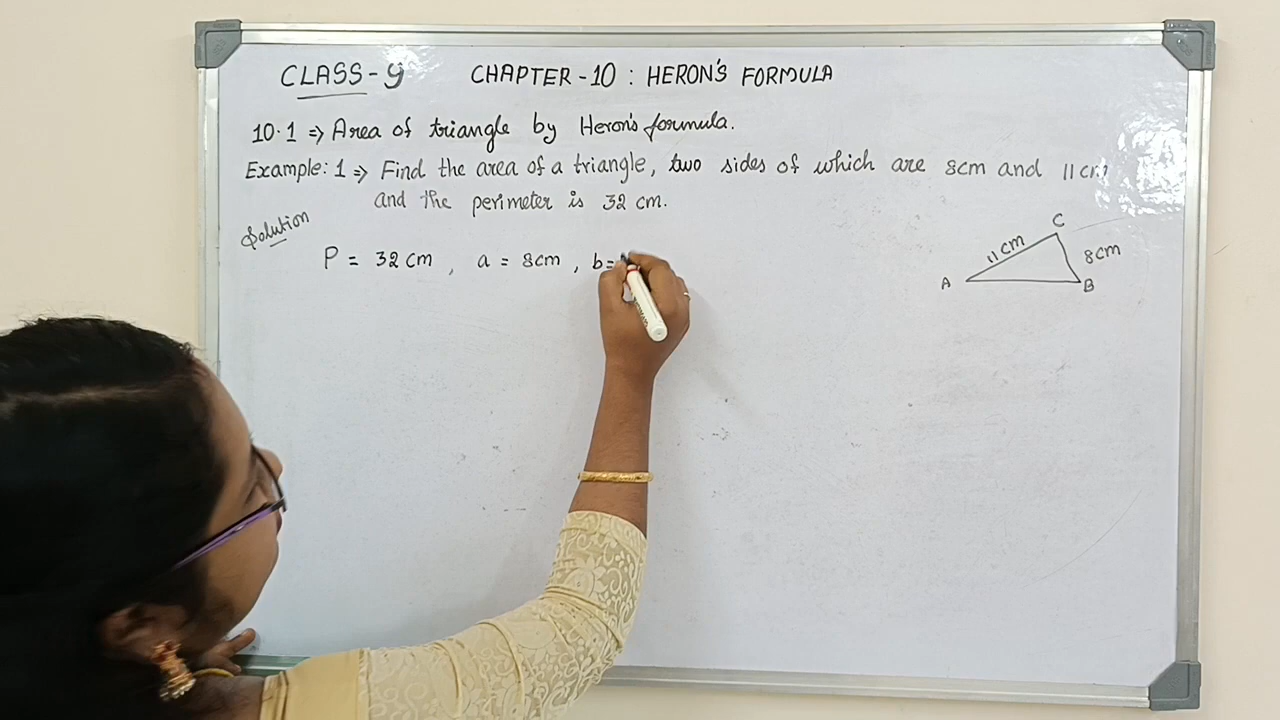 CLASS-9 CHAPTER-10 : HERON'S FORMULA
10.1 ⇒ Area of triangle by Heron's formula.
Example: 1 ⇒ Find the area of a triangle, two sides of which are 8cm and 11cm
and the perimeter is 32 cm.
Solution
P = 32 cm , a = 8cm , b=
C
11cm
8cm
A
B